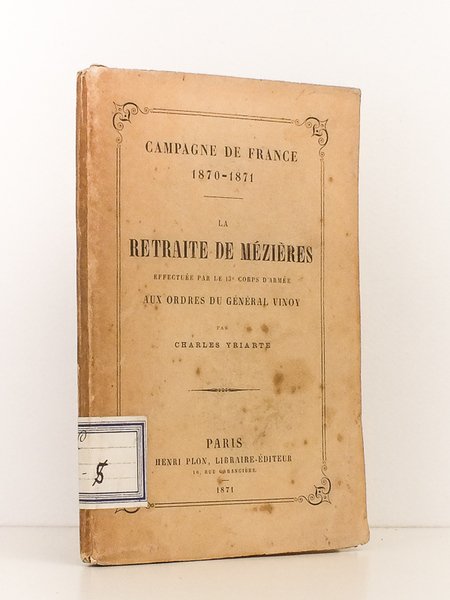 CAMPAGNE DE FRANCE
1870-1871
LA
RETRAITE DE MÉZIÈRES
EFFECTUÉE PAR LE 13e CORPS D'ARMÉE
AUX ORDRES DU GÉNÉRAL VINOY
PAR
CHARLES YRIARTE
PARIS
HENRI PLON, LIBRAIRE-ÉDITEUR
10, RUE GARANCIÈRE
1871
5